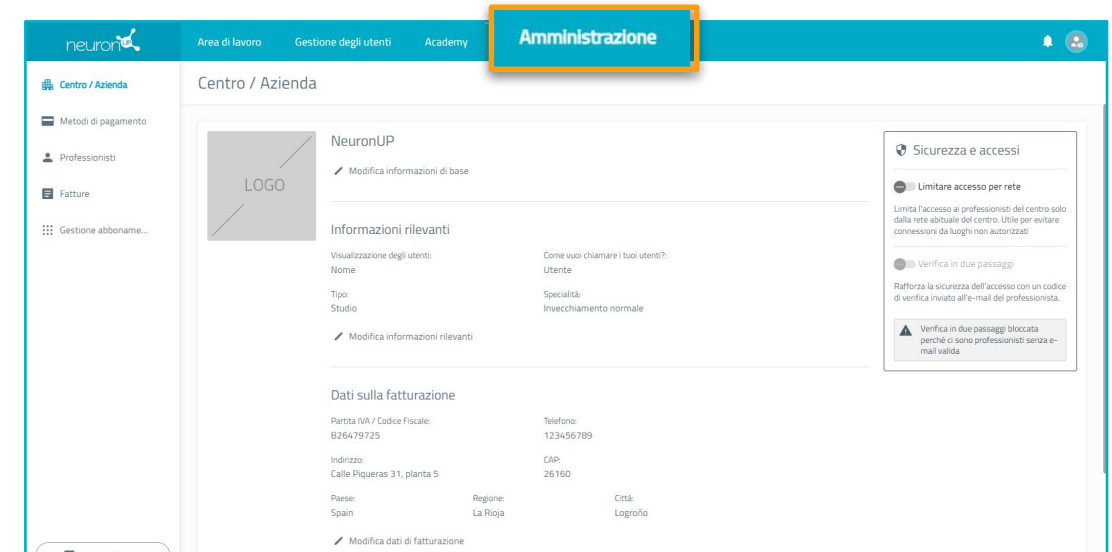 neuronUP
Area di lavoro
Gestione degli utenti
Academy
Amministrazione
Centro / Azienda
Metodi di pagamento
Professionisti
Fatture
Gestione abboname...
Centro / Azienda
LOGO
NeuronUP
Modifica informazioni di base
Informazioni rilevanti
Visualizzazione degli utenti:
Nome
Come vuoi chiamare i tuoi utenti?:
Utente
Tipo:
Studio
Specialità:
Invecchiamento normale
Modifica informazioni rilevanti
Dati sulla fatturazione
Partita IVA / Codice Fiscale:
B26479725
Telefono:
123456789
Indirizzo:
Calle Piqueras 31, planta 5
CAP:
26160
Paese:
Spain
Regione:
La Rioja
Città:
Logroño
Modifica dati di fatturazione
Sicurezza e accessi
Limitare accesso per rete
Limita l'accesso ai professionisti del centro solo
dalla rete abituale del centro. Utile per evitare
connessioni da luoghi non autorizzati
Verifica in due passaggi
Rafforza la sicurezza dell'accesso con un codice
di verifica inviato all'e-mail del professionista.
Verifica in due passaggi bloccata
perché ci sono professionisti senza e-
mail valida